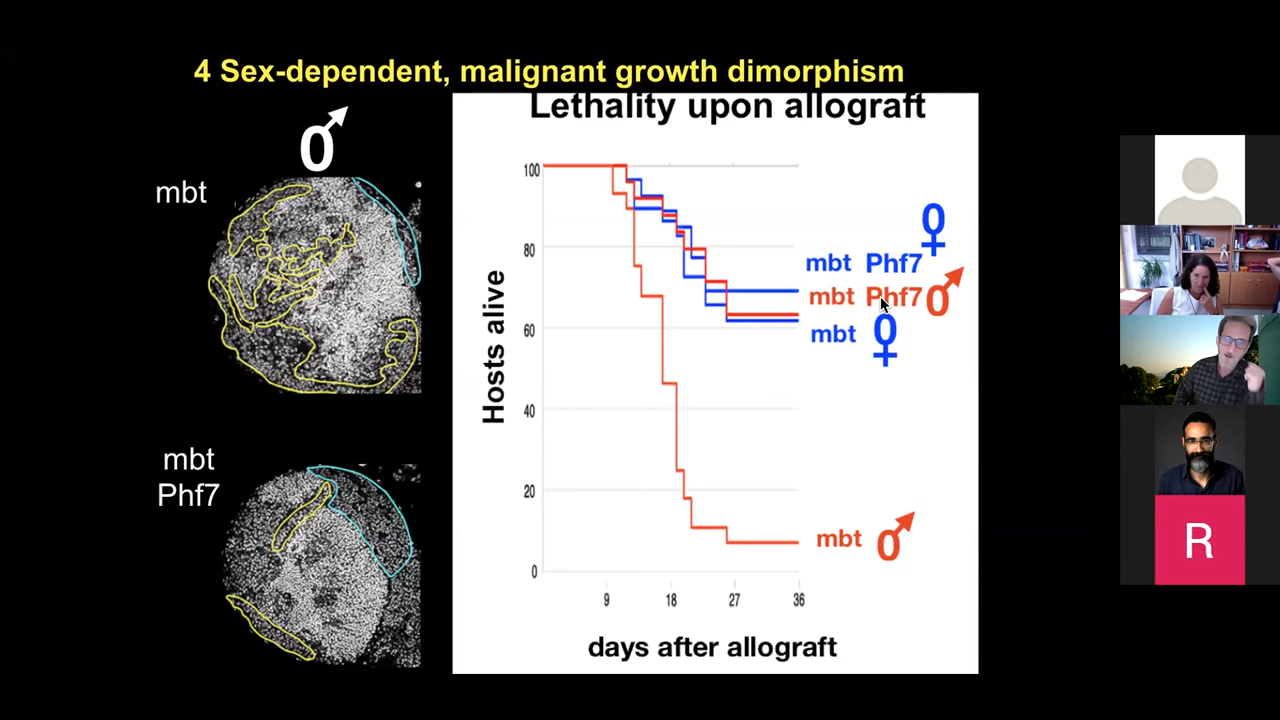 4 Sex-dependent, malignant growth dimorphism
mbt
mbt
Phf7
Lethality upon allograft
Hosts alive
100
80
60
40
20
0
9 18 27 36
days after allograft
mbt Phf7 ♀
mbt Phf7 ♂
mbt ♀
mbt ♂
R